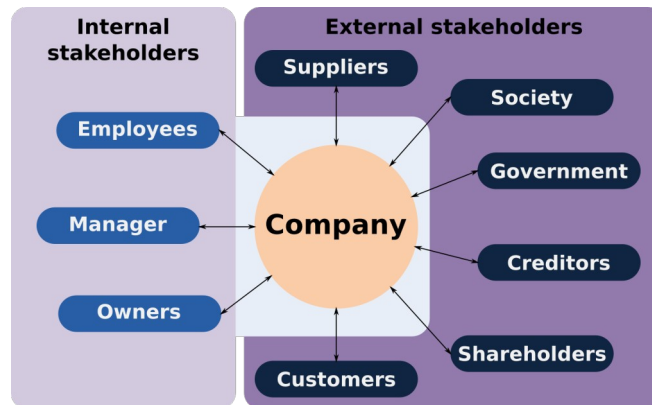 Internal
stakeholders
External stakeholders
Suppliers
Society
Employees
Government
Manager
Company
Creditors
Owners
Shareholders
Customers